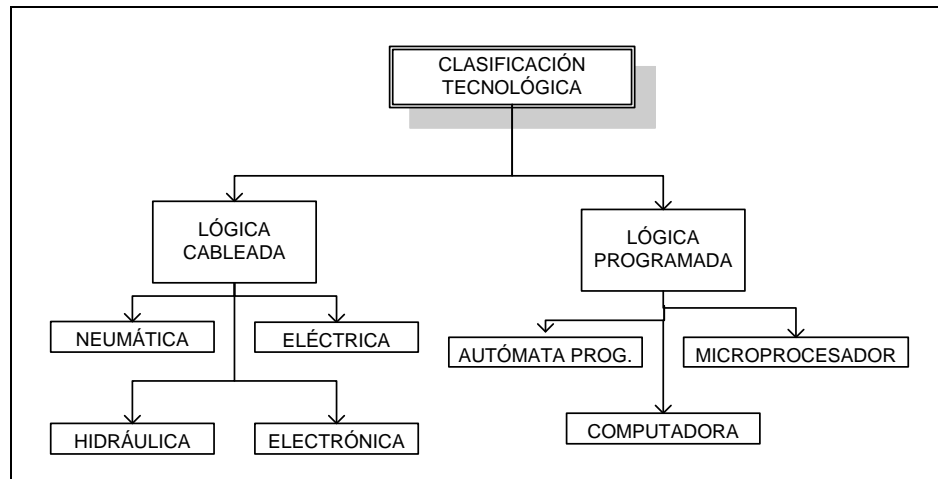 CLASIFICACIÓN
TECNOLÓGICA
LÓGICA
CABLEADA
LÓGICA
PROGRAMADA
NEUMÁTICA
ELÉCTRICA
AUTÓMATA PROG.
MICROPROCESADOR
HIDRÁULICA
ELECTRÓNICA
COMPUTADORA